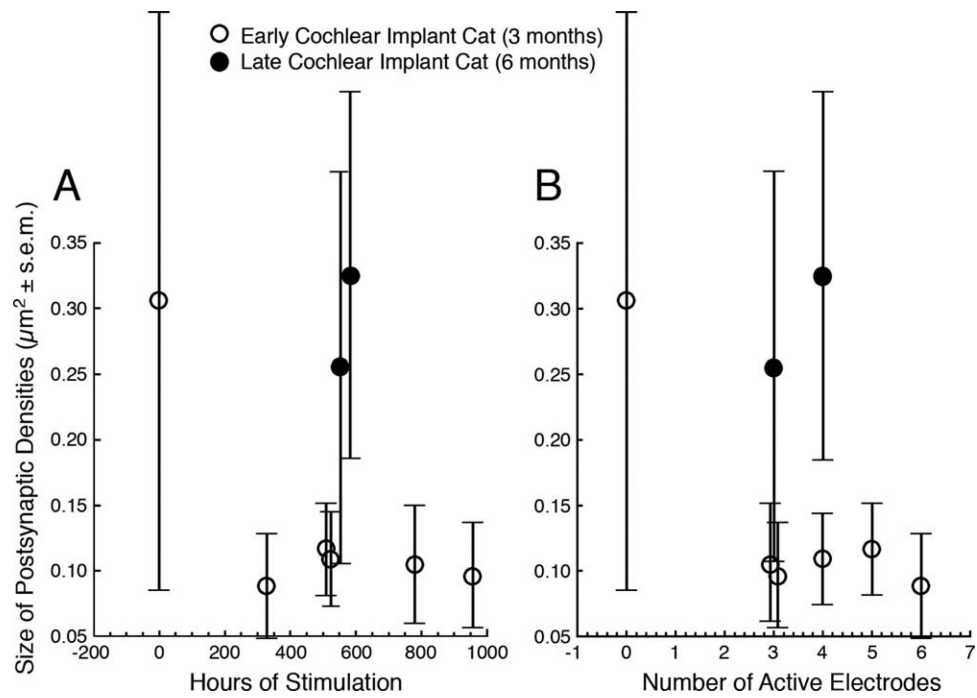 Early Cochlear Implant Cat (3 months)
Late Cochlear Implant Cat (6 months)
A
B
Size of Postsynaptic Densities (µm² ± s.e.m.)
0.35
0.30
0.25
0.20
0.15
0.10
0.05
-200 0 200 400 600 800 1000
Hours of Stimulation
0.35
0.30
0.25
0.20
0.15
0.10
0.05
-1 0 1 2 3 4 5 6 7
Number of Active Electrodes